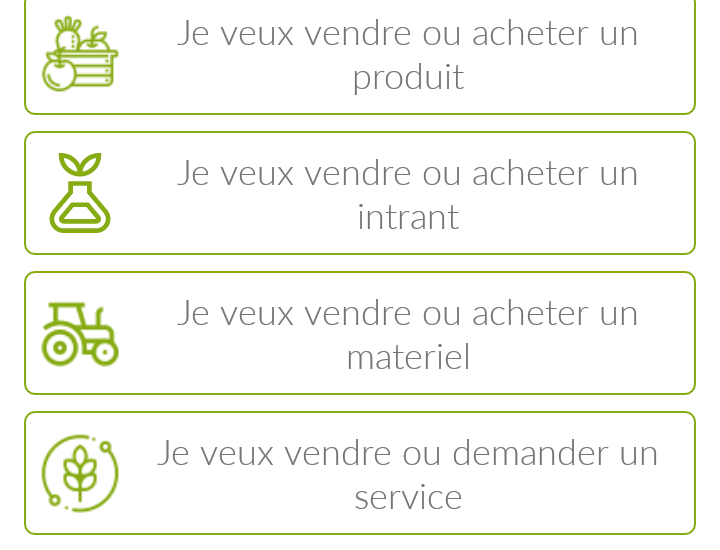 Je veux vendre ou acheter un
produit
Je veux vendre ou acheter un
intrant
Je veux vendre ou acheter un
materiel
Je veux vendre ou demander un
service